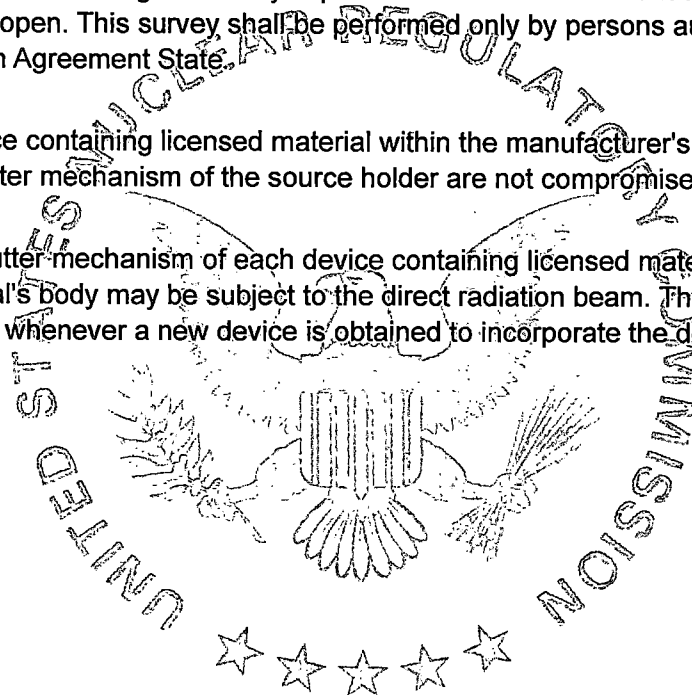 open. This survey shall be performed only by persons
Agreement State.
ce containing licensed material within the manufacturer's
ter mechanism of the source holder are not compromise
utter mechanism of each device containing licensed mate
al's body may be subject to the direct radiation beam. Th
whenever a new device is obtained to incorporate the d
UNITED STATES NUCLEAR REGULATORY COMMISSION